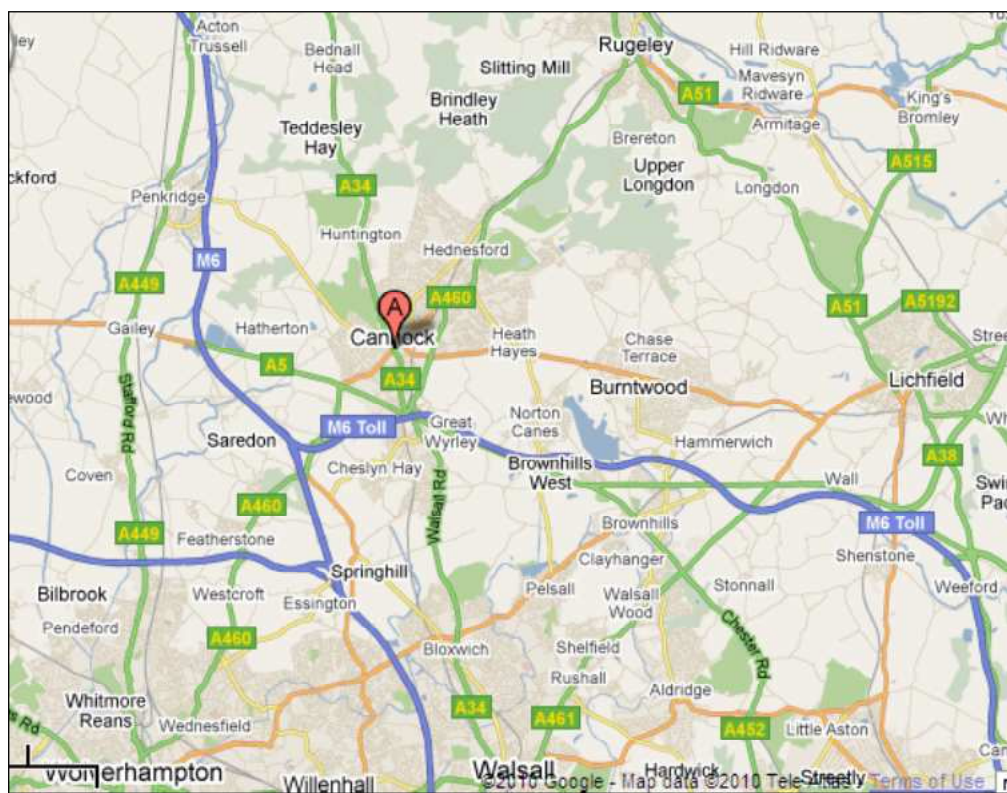 Acton
Trussell
Bednall
Head
Rugeley
Hill Ridware
Slitting Mill
Mavesyn
Ridware
A51
King's
Bromley
Brindley
Heath
Teddesley
Hay
Armitage
Brereton
A515
ckford
A34
Upper
Longdon
Longdon
Penkridge
Huntington
Hednesford
M6
A449
A
A460
A51
A5192
Gailey
Hatherton
Cannock
Heath
Hayes
Chase
Terrace
A5
A34
Burntwood
Lichfield
ewood
Stafford Rd
M6 Toll
Great
Wyrley
Norton
Canes
Saredon
Hammerwich
Cheslyn Hay
Brownhills
West
A38
Coven
Wall
Walsall Rd
A460
Brownhills
M6 Toll
A449
Featherstone
Clayhanger
Shenstone
Springhill
Bilbrook
Westcroft
Essington
Pelsall
Walsall
Wood
Stonnall
Weeford
Pendeford
A460
Chester Rd
Bloxwich
Shelfield
Rushall
Whitmore
Reans
Aldridge
A34
A461
A452
Little Aston
Wednesfield
Wolverhampton
Willenhall
Walsall
Hardwick
Streetly
©2010 Google - Map data ©2010 Tele Atlas - Terms of Use